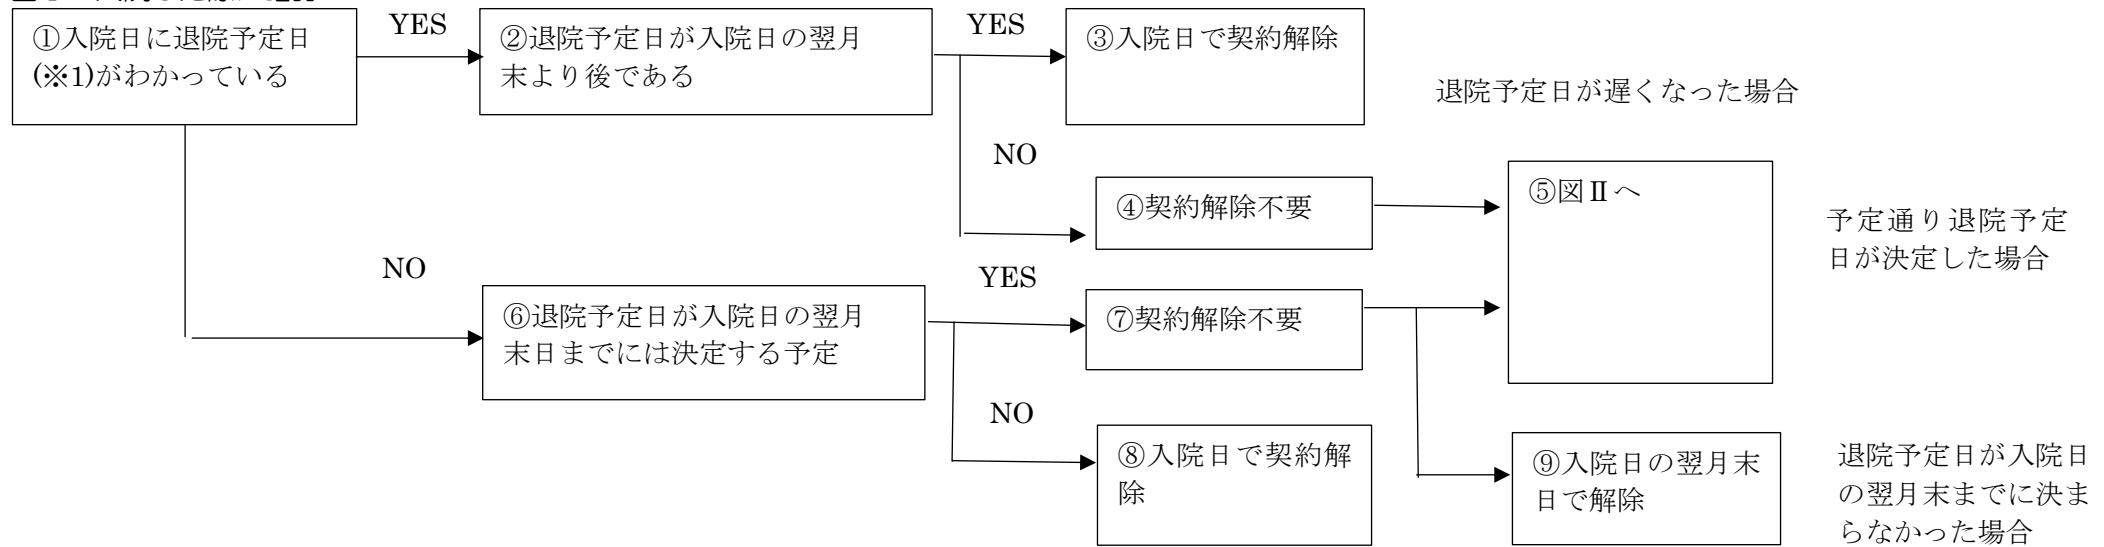 ①入院日に退院予定日
(※1)がわかっている
YES
②退院予定日が入院日の翌月
末より後である
YES
③入院日で契約解除
退院予定日が遅くなった場合
NO
④契約解除不要
⑤図Ⅱへ
予定通り退院予定
日が決定した場合
NO
⑥退院予定日が入院日の翌月
末日までには決定する予定
YES
⑦契約解除不要
NO
⑧入院日で契約解
除
⑨入院日の翌月末
日で解除
退院予定日が入院日
の翌月末までに決ま
らなかった場合